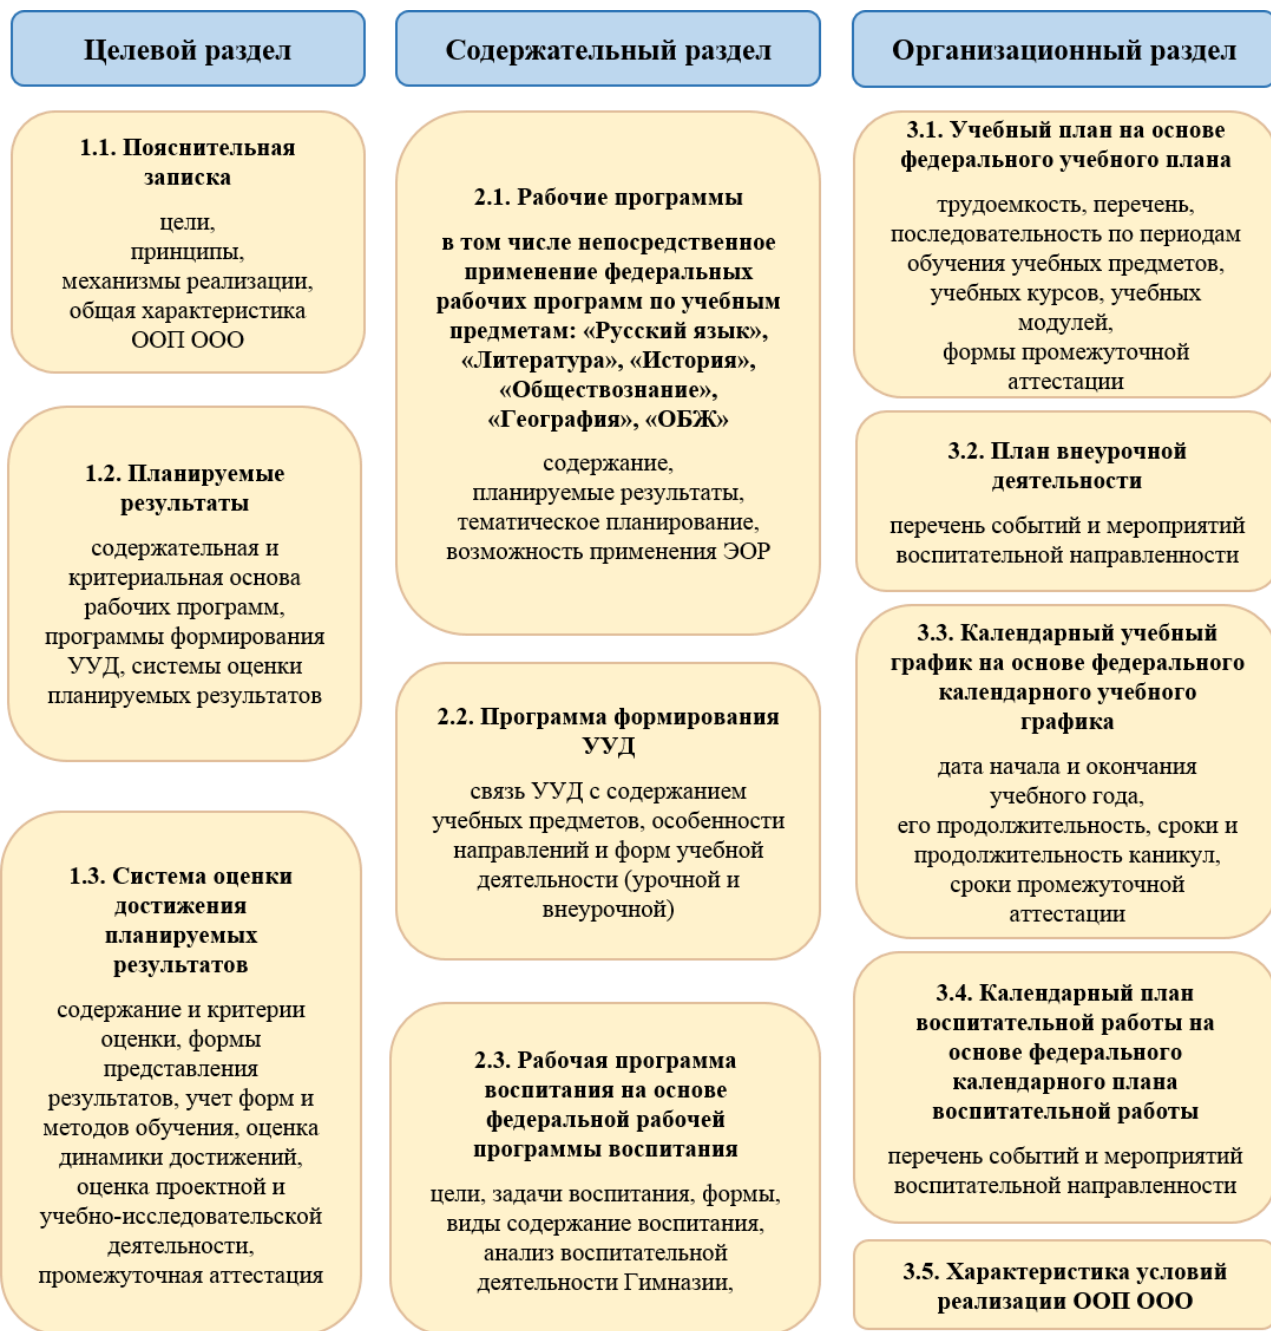 Целевой раздел
1.1. Пояснительная
записка
цели,
принципы,
механизмы реализации,
общая характеристика
ООП ООО
1.2. Планируемые
результаты
содержательная и
критериальная основа
рабочих программ,
программы формирования
УУД, системы оценки
планируемых результатов
1.3. Система оценки
достижения
планируемых
результатов
содержание и критерии
оценки, формы
представления
результатов, учет форм и
методов обучения, оценка
динамики достижений,
оценка проектной и
учебно-исследовательской
деятельности,
промежуточная аттестация
Содержательный раздел
2.1. Рабочие программы
в том числе непосредственное
применение федеральных
рабочих программ по учебным
предметам: «Русский язык»,
«Литература», «История»,
«Обществознание»,
«География», «ОБЖ»
содержание,
планируемые результаты,
тематическое планирование,
возможность применения ЭОР
2.2. Программа формирования
УУД
связь УУД с содержанием
учебных предметов, особенности
направлений и форм учебной
деятельности (урочной и
внеурочной)
2.3. Рабочая программа
воспитания на основе
федеральной рабочей
программы воспитания
цели, задачи воспитания, формы,
виды содержание воспитания,
анализ воспитательной
деятельности Гимназии,
Организационный раздел
3.1. Учебный план на основе
федерального учебного плана
трудоемкость, перечень,
последовательность по периодам
обучения учебных предметов,
учебных курсов, учебных
модулей,
формы промежуточной
аттестации
3.2. План внеурочной
деятельности
перечень событий и мероприятий
воспитательной направленности
3.3. Календарный учебный
график на основе федерального
календарного учебного
графика
дата начала и окончания
учебного года,
его продолжительность, сроки и
продолжительность каникул,
сроки промежуточной
аттестации
3.4. Календарный план
воспитательной работы на
основе федерального
календарного плана
воспитательной работы
перечень событий и мероприятий
воспитательной направленности
3.5. Характеристика условий
реализации ООП ООО